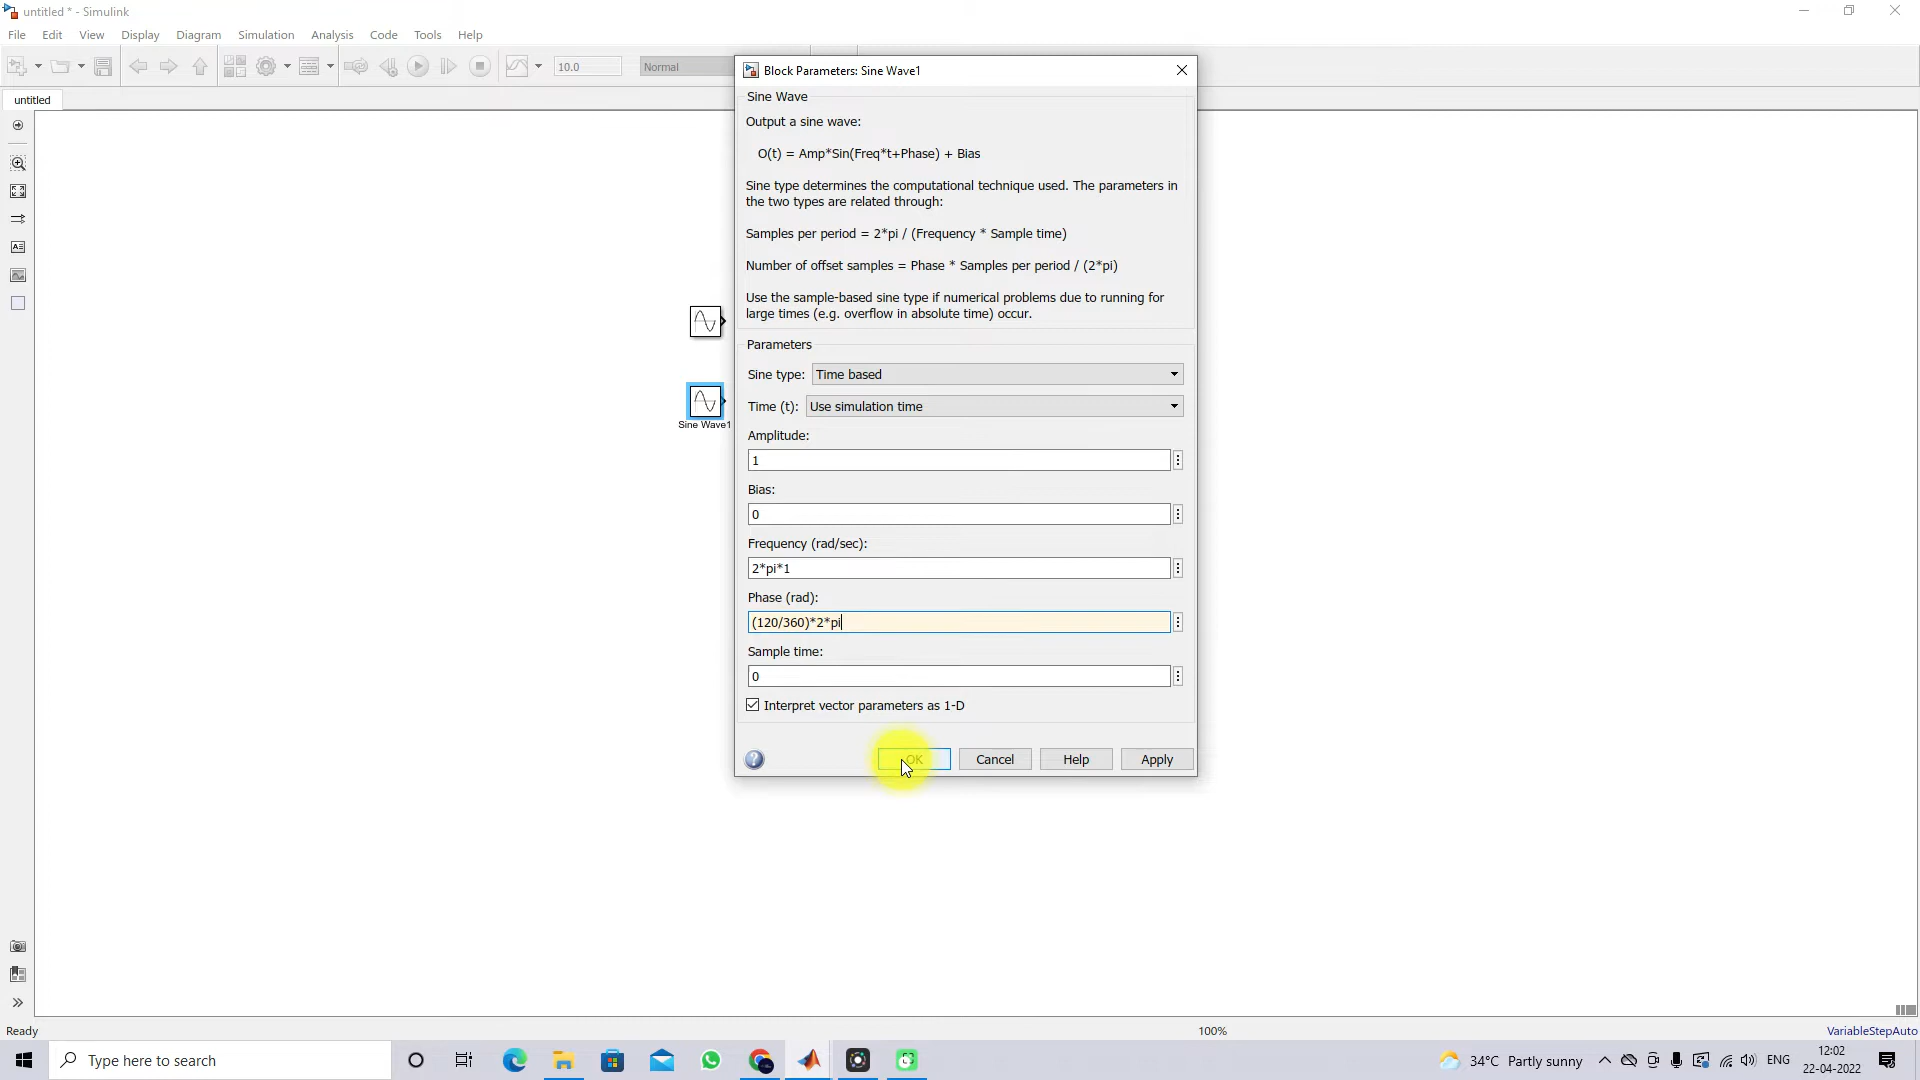 untitled * - Simulink
File Edit View Display Diagram Simulation Analysis Code Tools Help
10.0 Normal
untitled
Block Parameters: Sine Wave1
Sine Wave
Output a sine wave:
O(t) = Amp*Sin(Freq*t+Phase) + Bias
Sine type determines the computational technique used. The parameters in
the two types are related through:
Samples per period = 2*pi / (Frequency * Sample time)
Number of offset samples = Phase * Samples per period / (2*pi)
Use the sample-based sine type if numerical problems due to running for
large times (e.g. overflow in absolute time) occur.
Parameters
Sine type: Time based
Time (t): Use simulation time
Amplitude:
1
Bias:
0
Frequency (rad/sec):
2*pi*1
Phase (rad):
(120/360)*2*pi
Sample time:
0
Interpret vector parameters as 1-D
OK Cancel Help Apply
Sine Wave1
Ready 100% VariableStepAuto
Type here to search
34°C Partly sunny
ENG
12:02
22-04-2022